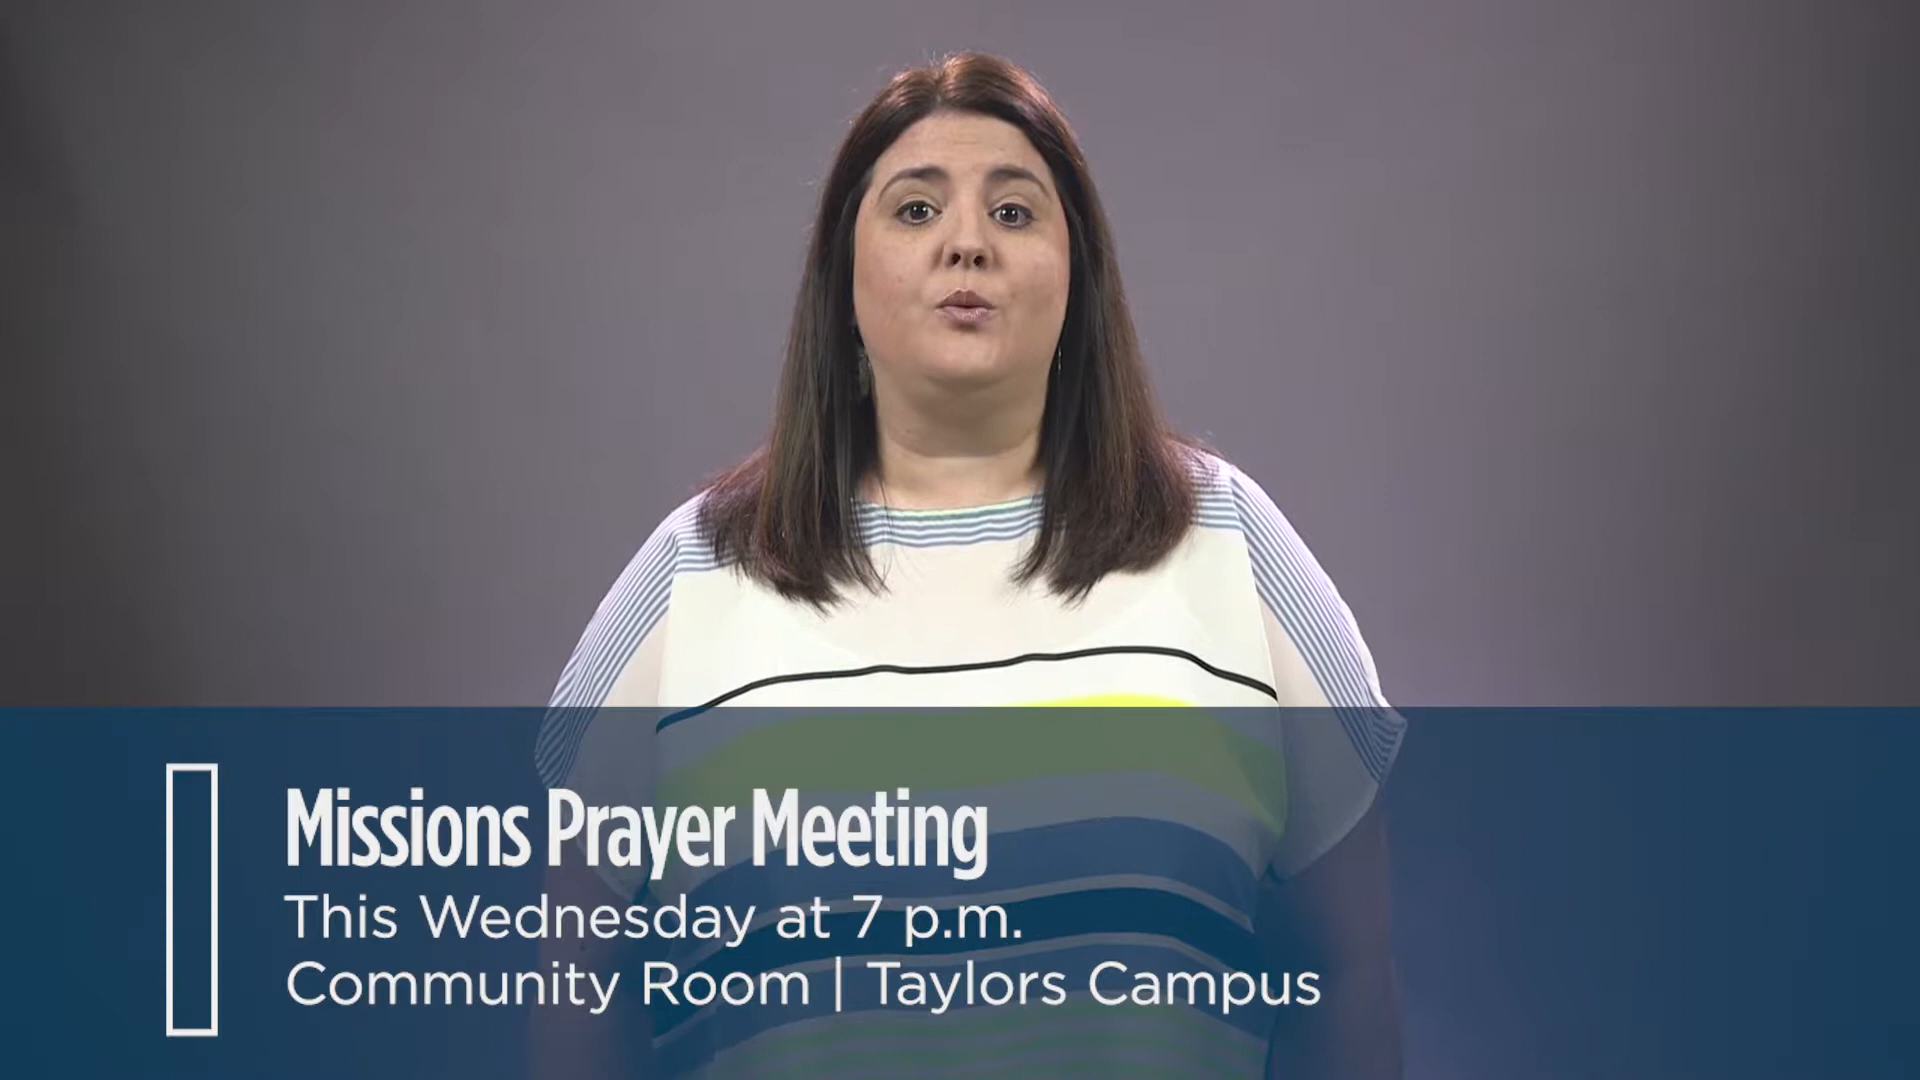 Missions Prayer Meeting
This Wednesday at 7 p.m.
Community Room | Taylors Campus